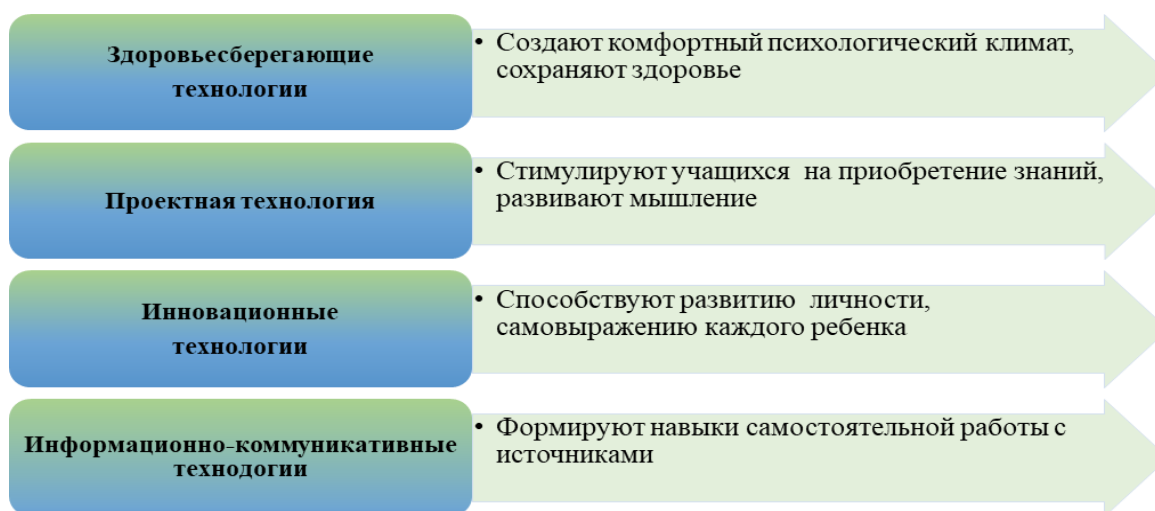 Здоровьесберегающие
технологии
• Создают комфортный психологический климат,
сохраняют здоровье
Проектная технология
• Стимулируют учащихся на приобретение знаний,
развивают мышление
Инновационные
технологии
• Способствуют развитию личности,
самовыражению каждого ребенка
Информационно-коммуникативные
технодогии
• Формируют навыки самостоятельной работы с
источниками